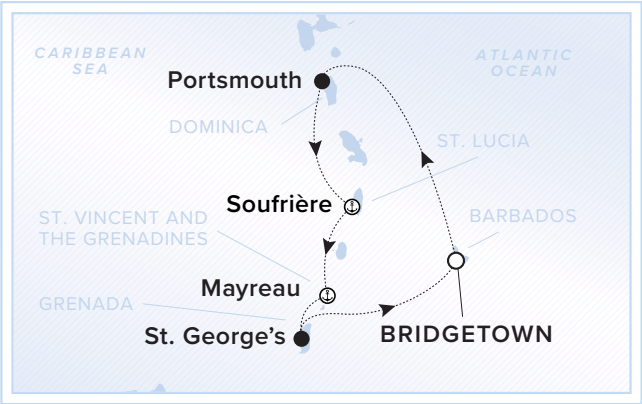 CARIBBEAN
SEA
ATLANTIC
OCEAN
Portsmouth
DOMINICA
ST. LUCIA
Soufrière
ST. VINCENT AND
THE GRENADINES
BARBADOS
Mayreau
GRENADA
St. George’s
BRIDGETOWN